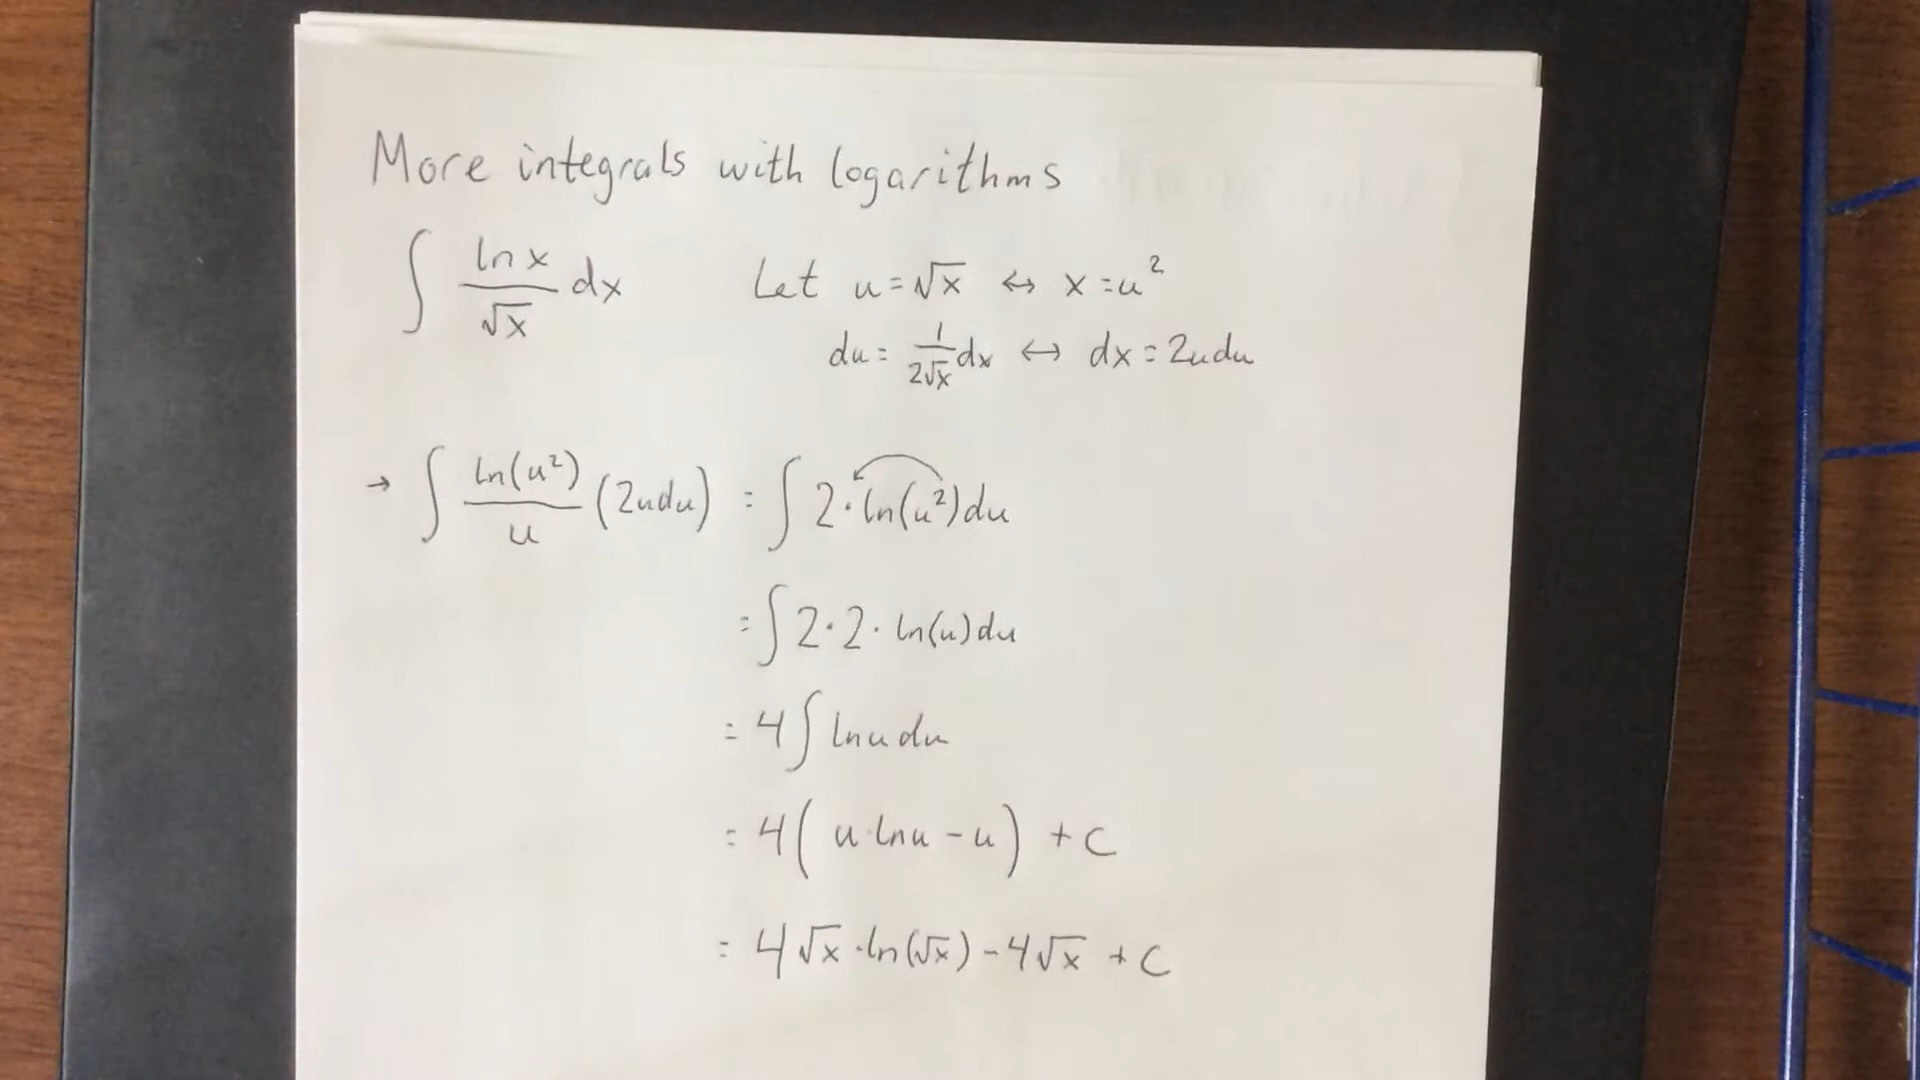 More integrals with logarithms
∫ ln x / √x dx    Let u = √x ↔ x = u²
du = 1/(2√x) dx ↔ dx = 2u du
→ ∫ ln(u²)/u (2u du) = ∫ 2 · ln(u²) du
= ∫ 2 · 2 · ln(u) du
= 4 ∫ ln u du
= 4( u · ln u − u ) + C
= 4√x · ln(√x) − 4√x + C